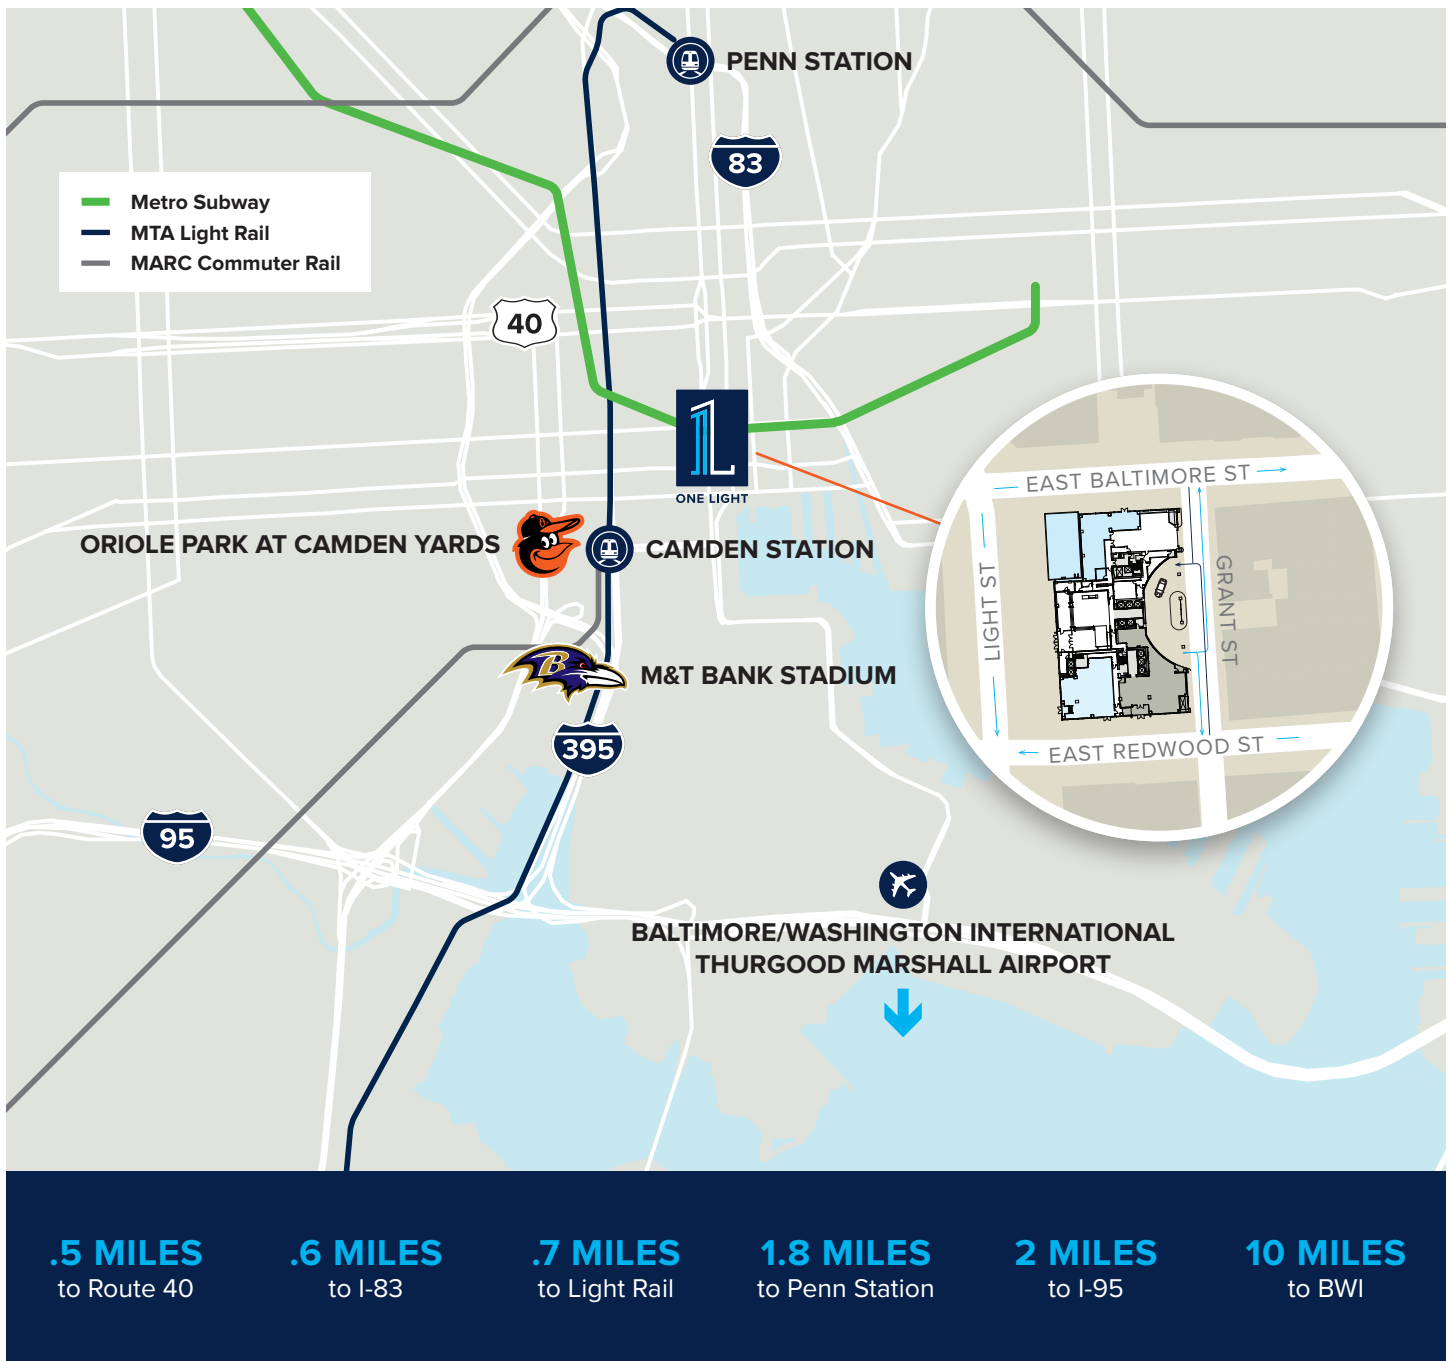 PENN STATION
83
Metro Subway
MTA Light Rail
MARC Commuter Rail
40
ONE LIGHT
EAST BALTIMORE ST
LIGHT ST
GRANT ST
EAST REDWOOD ST
ORIOLE PARK AT CAMDEN YARDS
CAMDEN STATION
B
M&T BANK STADIUM
395
95
BALTIMORE/WASHINGTON INTERNATIONAL
THURGOOD MARSHALL AIRPORT
.5 MILES
to Route 40
.6 MILES
to I-83
.7 MILES
to Light Rail
1.8 MILES
to Penn Station
2 MILES
to I-95
10 MILES
to BWI